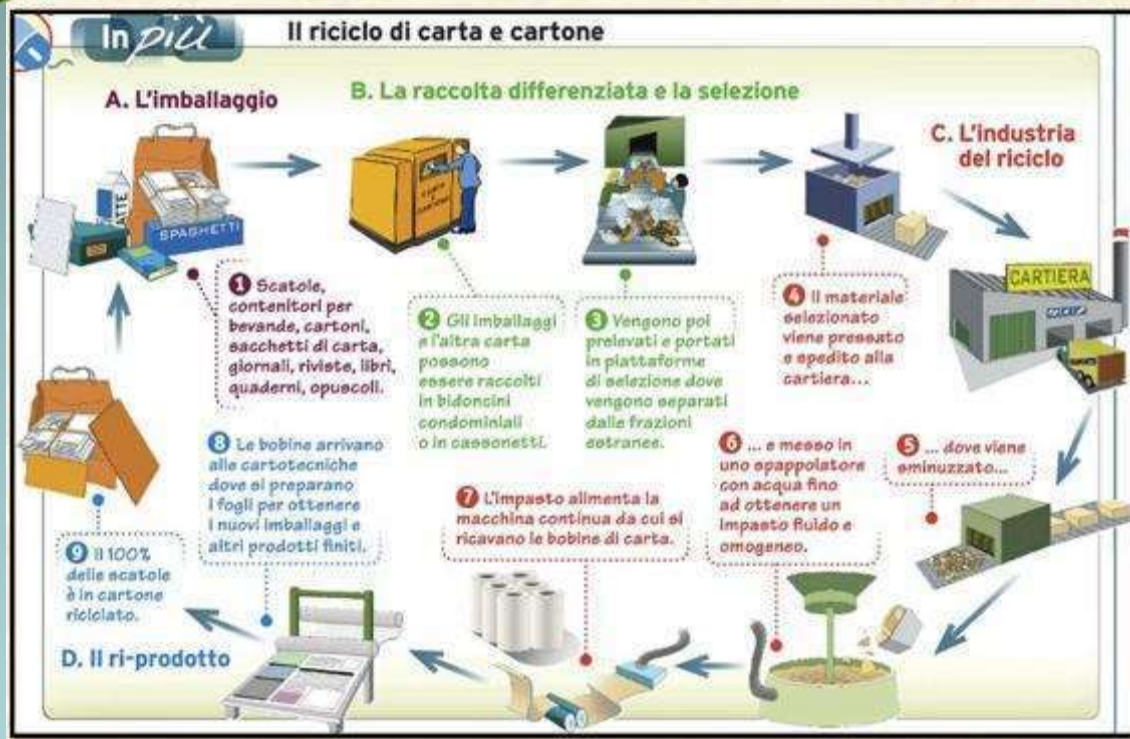 In più
Il riciclo di carta e cartone
A. L'imballaggio
B. La raccolta differenziata e la selezione
C. L'industria
del riciclo
LATTE
SPAGHETTI
CARTA
E
CARTONE
CARTIERA
1 Scatole,
contenitori per
bevande, cartoni,
sacchetti di carta,
giornali, riviste, libri,
quaderni, opuscoli.
2 Gli imballaggi
e l'altra carta
possono
essere raccolti
in bidoncini
condominiali
o in cassonetti.
3 Vengono poi
prelevati e portati
in piattaforme
di selezione dove
vengono separati
dalle frazioni
estranee.
4 Il materiale
selezionato
viene pressato
e spedito alla
cartiera...
5 ... dove viene
sminuzzato...
6 ... e messo in
uno spappolatore
con acqua fino
ad ottenere un
impasto fluido e
omogeneo.
7 L'impasto alimenta la
macchina continua da cui si
ricavano le bobine di carta.
8 Le bobine arrivano
alle cartotecniche
dove si preparano
i fogli per ottenere
i nuovi imballaggi e
altri prodotti finiti.
9 Il 100%
delle scatole
è in cartone
riciclato.
D. Il ri-prodotto